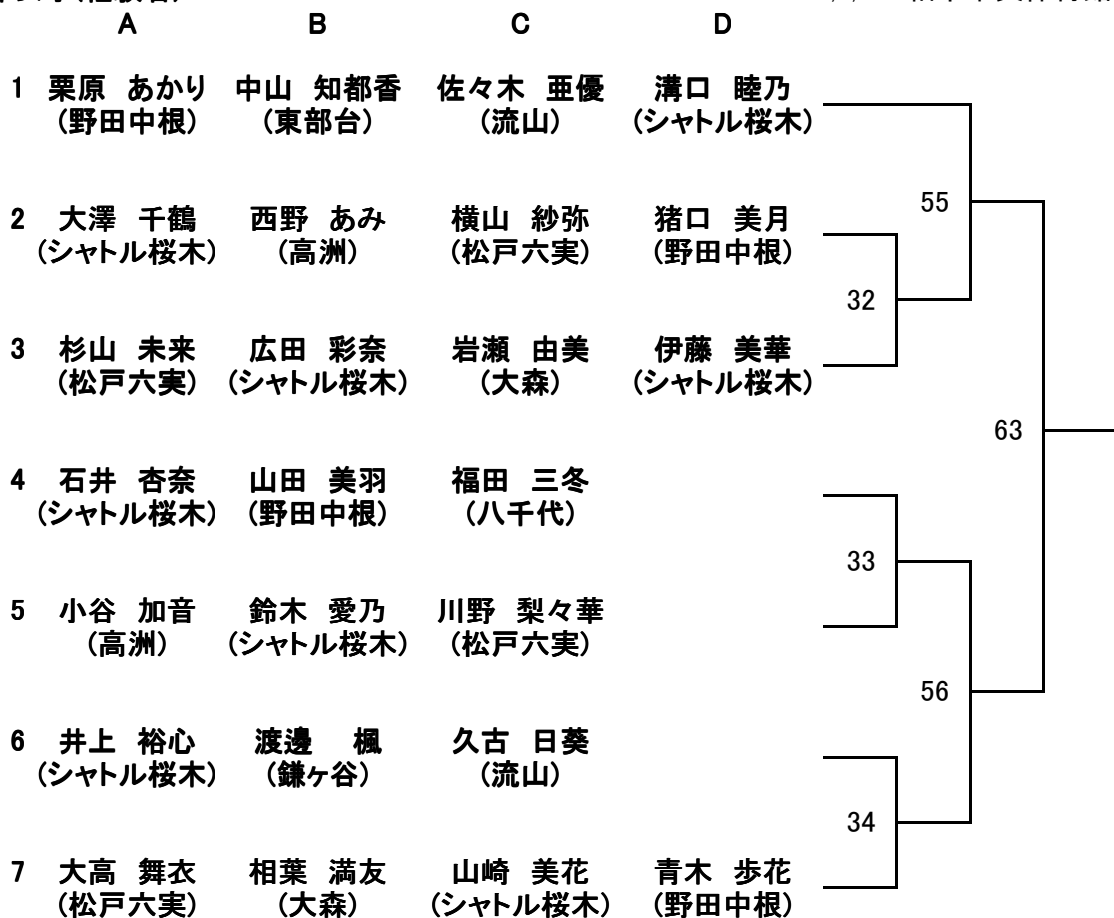 A B C D
1 栗原 あかり 中山 知都香 佐々木 亜優 溝口 睦乃
(野田中根) (東部台) (流山) (シャトル桜木)
55
2 大澤 千鶴 西野 あみ 横山 紗弥 猪口 美月
(シャトル桜木) (高洲) (松戸六実) (野田中根)
32
3 杉山 未来 広田 彩奈 岩瀬 由美 伊藤 美華
(松戸六実) (シャトル桜木) (大森) (シャトル桜木)
63
4 石井 杏奈 山田 美羽 福田 三冬
(シャトル桜木) (野田中根) (八千代)
33
5 小谷 加音 鈴木 愛乃 川野 梨々華
(高洲) (シャトル桜木) (松戸六実)
56
6 井上 裕心 渡邊 楓 久古 日葵
(シャトル桜木) (鎌ヶ谷) (流山)
34
7 大高 舞衣 相葉 満友 山崎 美花 青木 歩花
(松戸六実) (大森) (シャトル桜木) (野田中根)